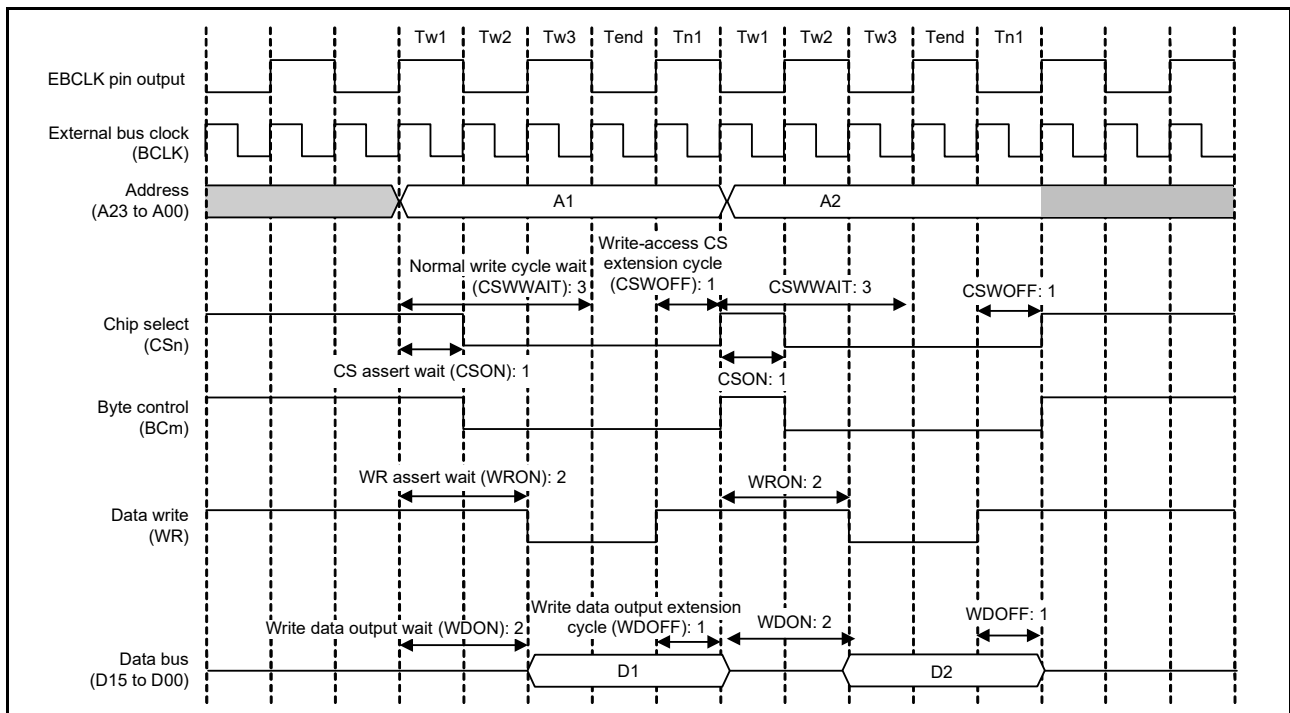 Tw1 Tw2 Tw3 Tend Tn1 Tw1 Tw2 Tw3 Tend Tn1
EBCLK pin output
External bus clock
(BCLK)
Address
(A23 to A00)
A1 A2
Write-access CS
extension cycle
(CSWOFF): 1
Normal write cycle wait
(CSWWAIT): 3
CSWWAIT: 3
CSWOFF: 1
Chip select
(CSn)
CS assert wait (CSON): 1
CSON: 1
Byte control
(BCm)
WR assert wait (WRON): 2
WRON: 2
Data write
(WR)
Write data output wait (WDON): 2
Write data output extension
cycle (WDOFF): 1
WDON: 2
WDOFF: 1
Data bus
(D15 to D00)
D1 D2